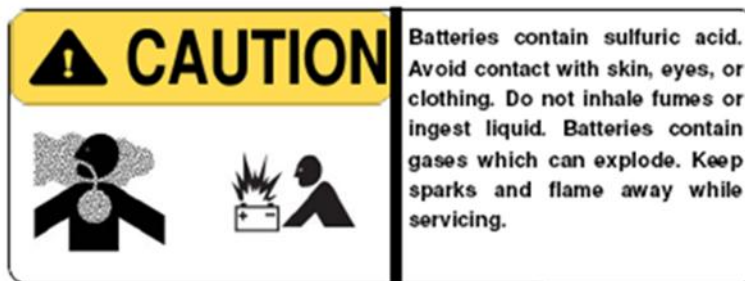 CAUTION
Batteries contain sulfuric acid.
Avoid contact with skin, eyes, or
clothing. Do not inhale fumes or
ingest liquid. Batteries contain
gases which can explode. Keep
sparks and flame away while
servicing.